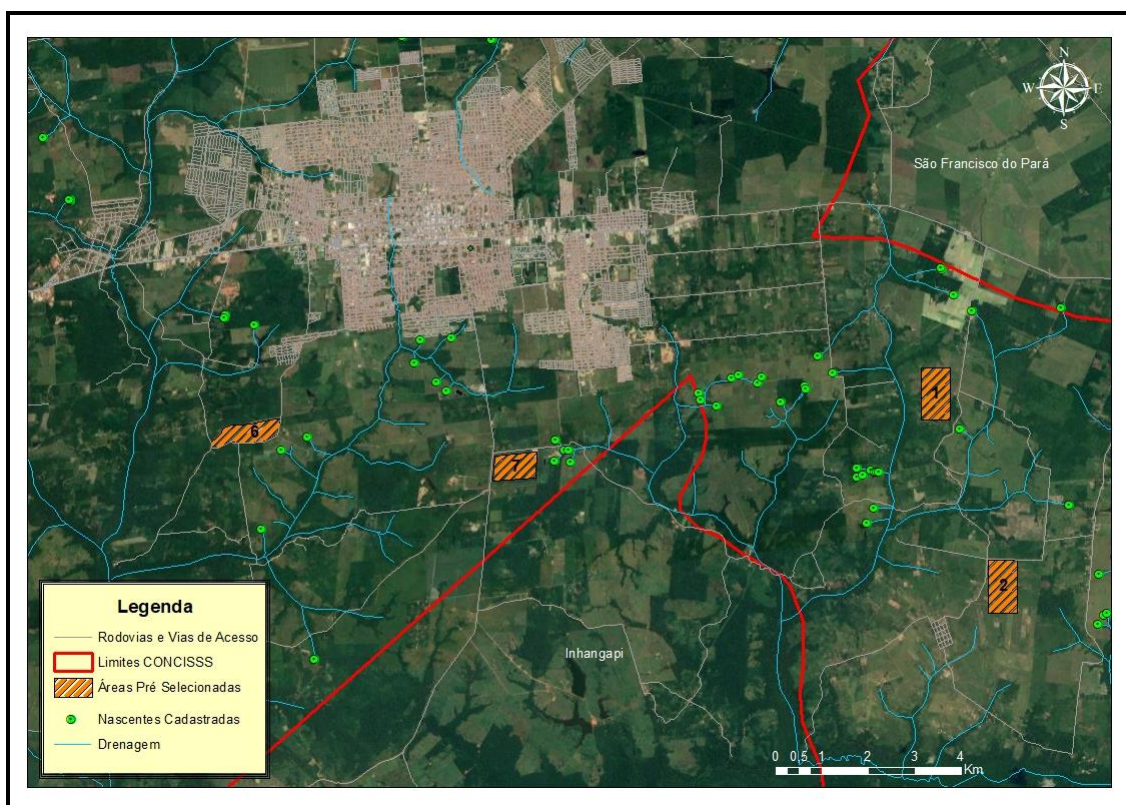 N
W E
S
São Francisco do Pará
1
6
7
2
Inhangapi
Legenda
Rodovias e Vias de Acesso
Limites CONCISSS
Áreas Pré Selecionadas
Nascentes Cadastradas
Drenagem
0 0,5 1 2 3 4
Km